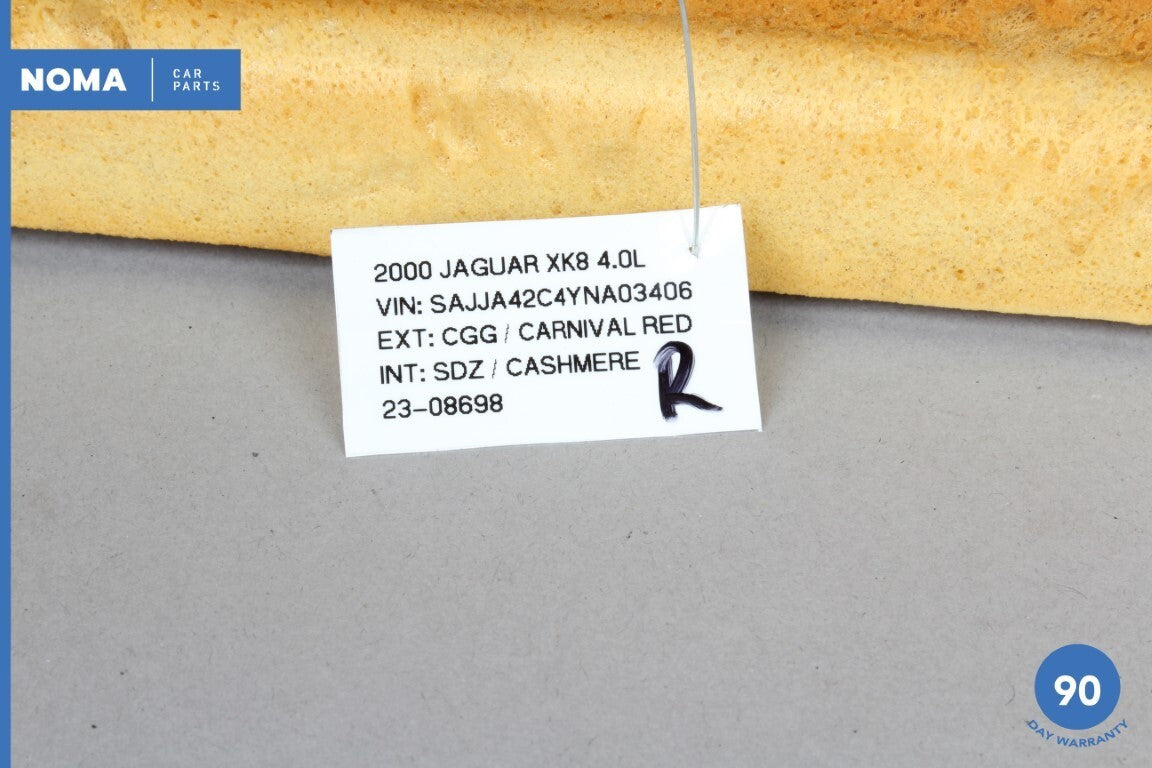 NOMA
CAR
PARTS
2000 JAGUAR XK8 4.0L
VIN: SAJJA42C4YNA03406
EXT: CGG / CARNIVAL RED
INT: SDZ / CASHMERE
R
23-08698
90
DAY WARRANTY